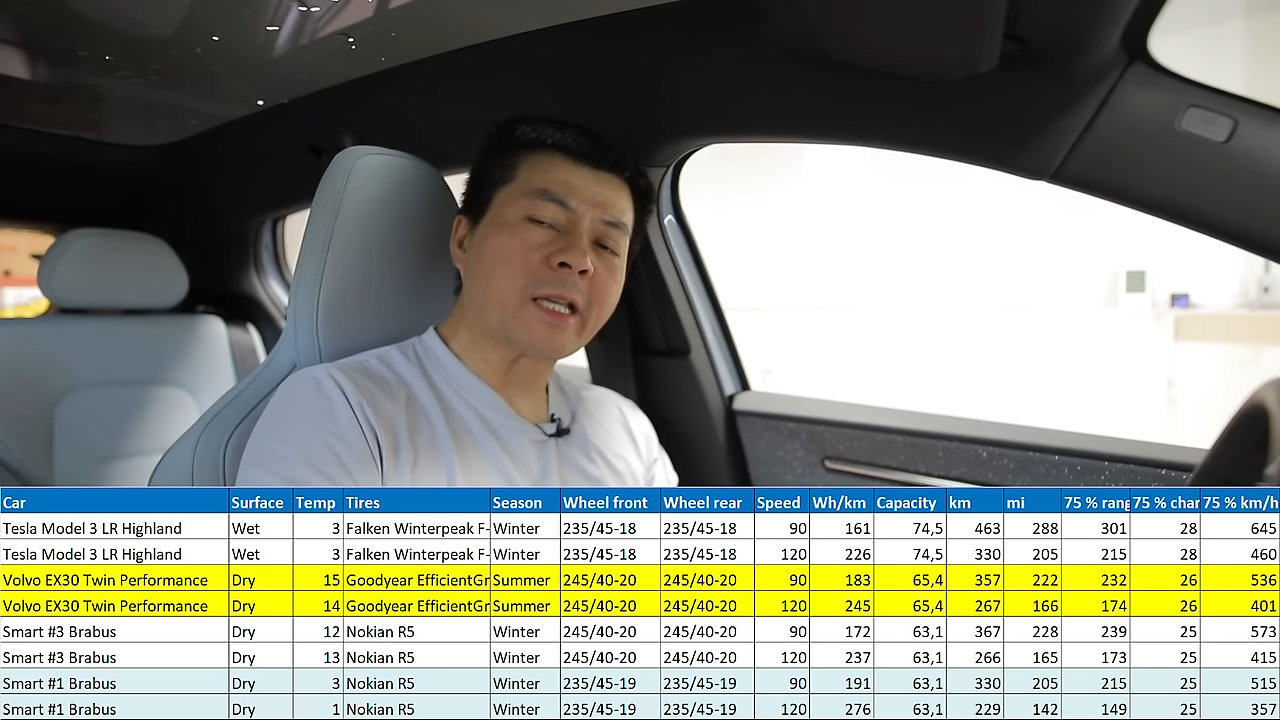 Car Surface Temp Tires Season Wheel front Wheel rear Speed Wh/km Capacity km mi 75 % rang 75 % char 75 % km/h
Tesla Model 3 LR Highland Wet 3 Falken Winterpeak F- Winter 235/45-18 235/45-18 90 161 74,5 463 288 301 28 645
Tesla Model 3 LR Highland Wet 3 Falken Winterpeak F- Winter 235/45-18 235/45-18 120 226 74,5 330 205 215 28 460
Volvo EX30 Twin Performance Dry 15 Goodyear EfficientGr Summer 245/40-20 245/40-20 90 183 65,4 357 222 232 26 536
Volvo EX30 Twin Performance Dry 14 Goodyear EfficientGr Summer 245/40-20 245/40-20 120 245 65,4 267 166 174 26 401
Smart #3 Brabus Dry 12 Nokian R5 Winter 245/40-20 245/40-20 90 172 63,1 367 228 239 25 573
Smart #3 Brabus Dry 13 Nokian R5 Winter 245/40-20 245/40-20 120 237 63,1 266 165 173 25 415
Smart #1 Brabus Dry 3 Nokian R5 Winter 235/45-19 235/45-19 90 191 63,1 330 205 215 25 515
Smart #1 Brabus Dry 1 Nokian R5 Winter 235/45-19 235/45-19 120 276 63,1 229 142 149 25 357